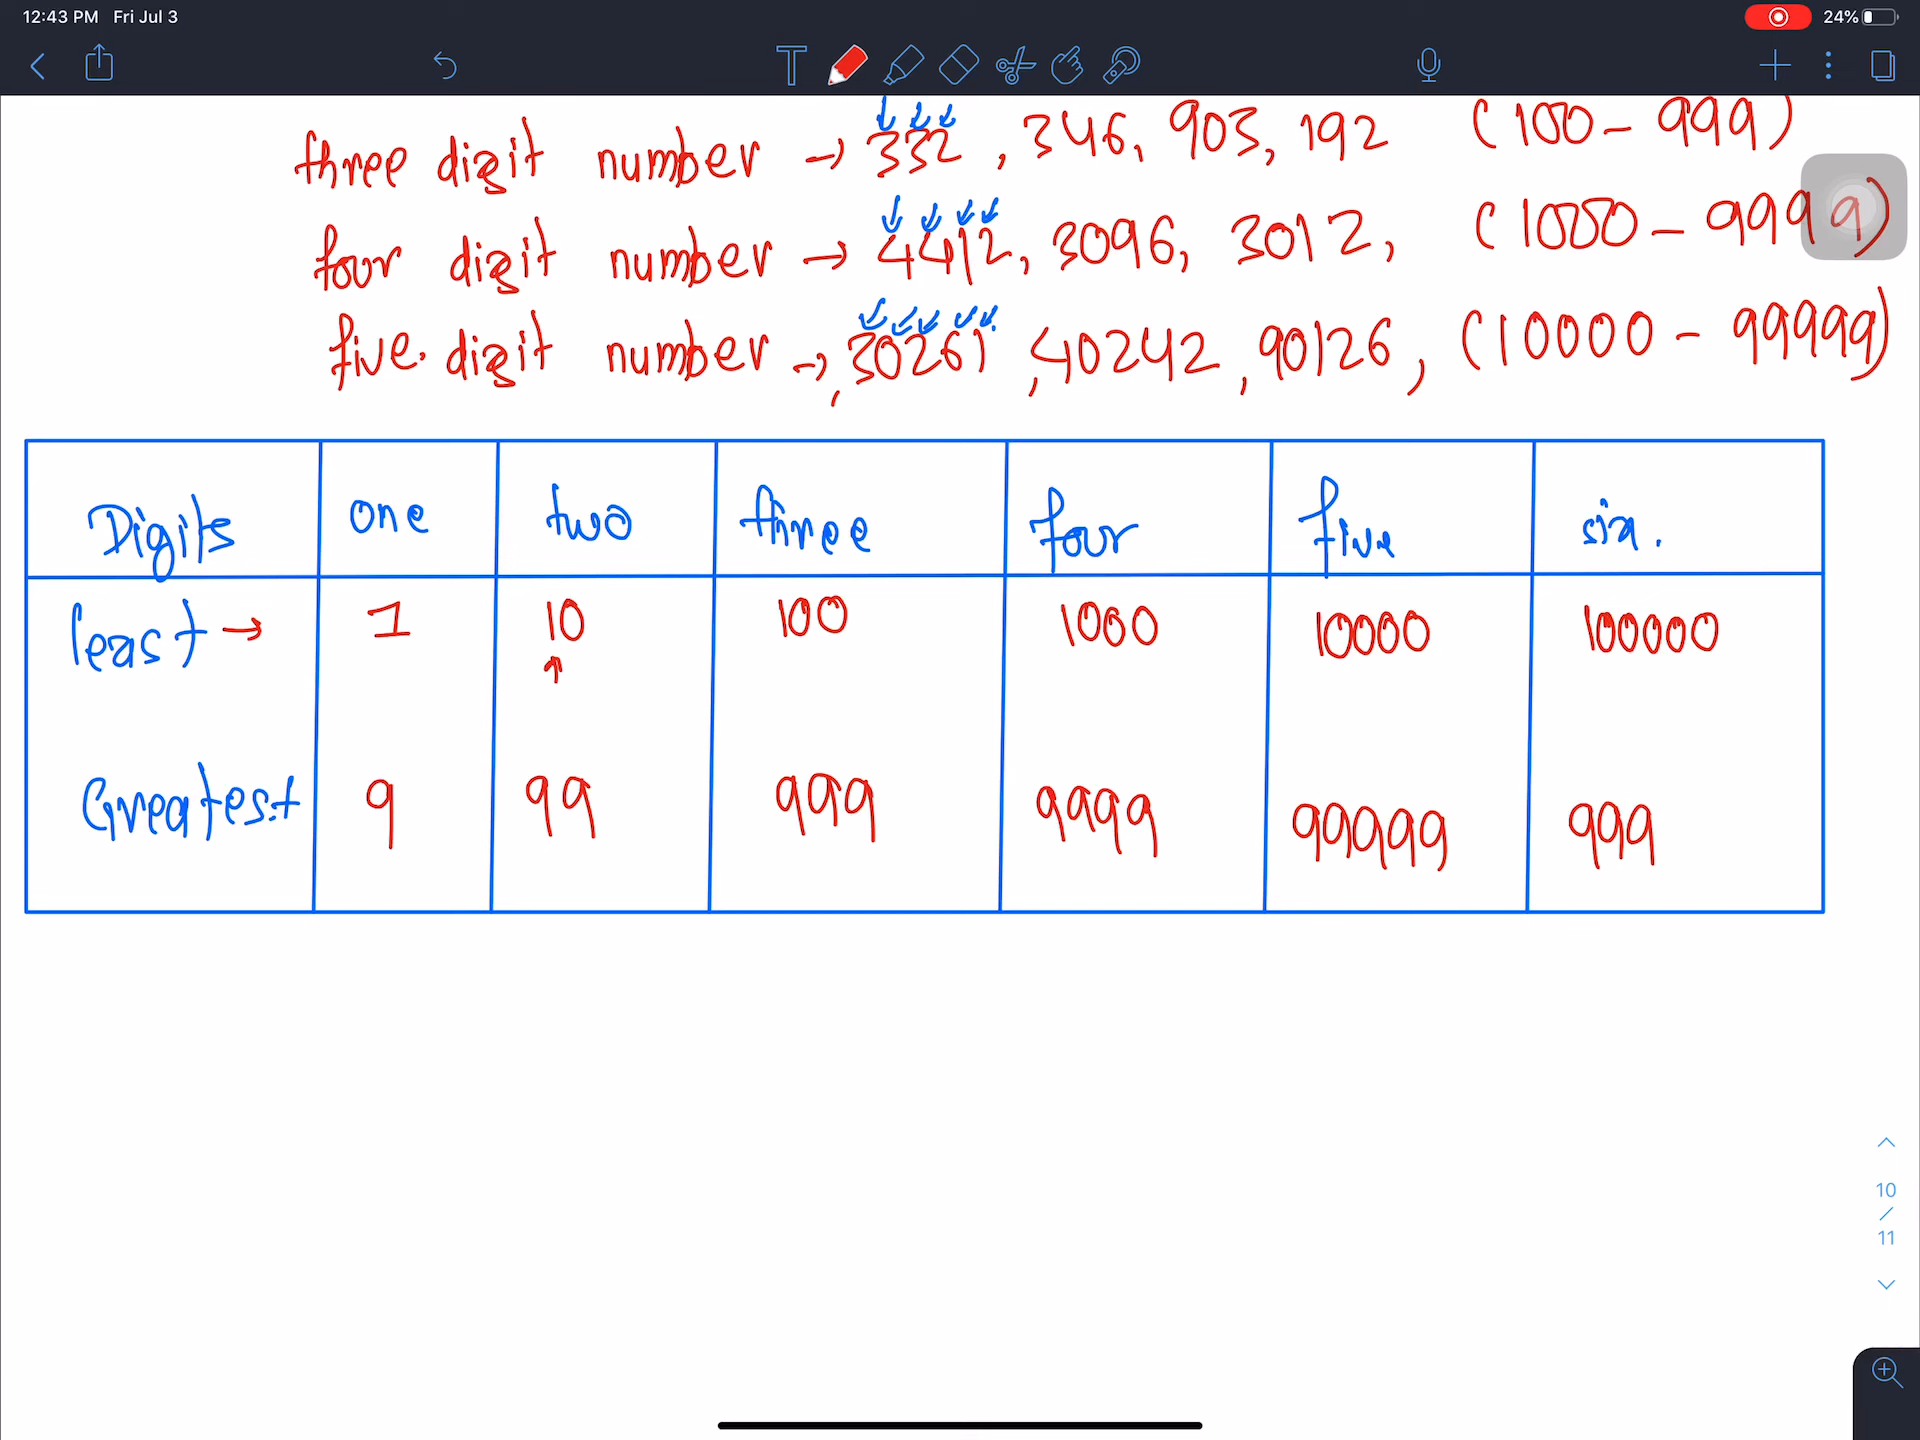 12:43 PM Fri Jul 3 24%
three digit number → 332, 346, 903, 192 (100 - 999)
four digit number → 4412, 3096, 3012, (1000 - 9999)
five digit number → 30261, 40242, 90126, (10000 - 99999)
Digits one two three four five six.
least → 1 10 100 1000 10000 100000
Greatest 9 99 999 9999 99999 999
10
/
11